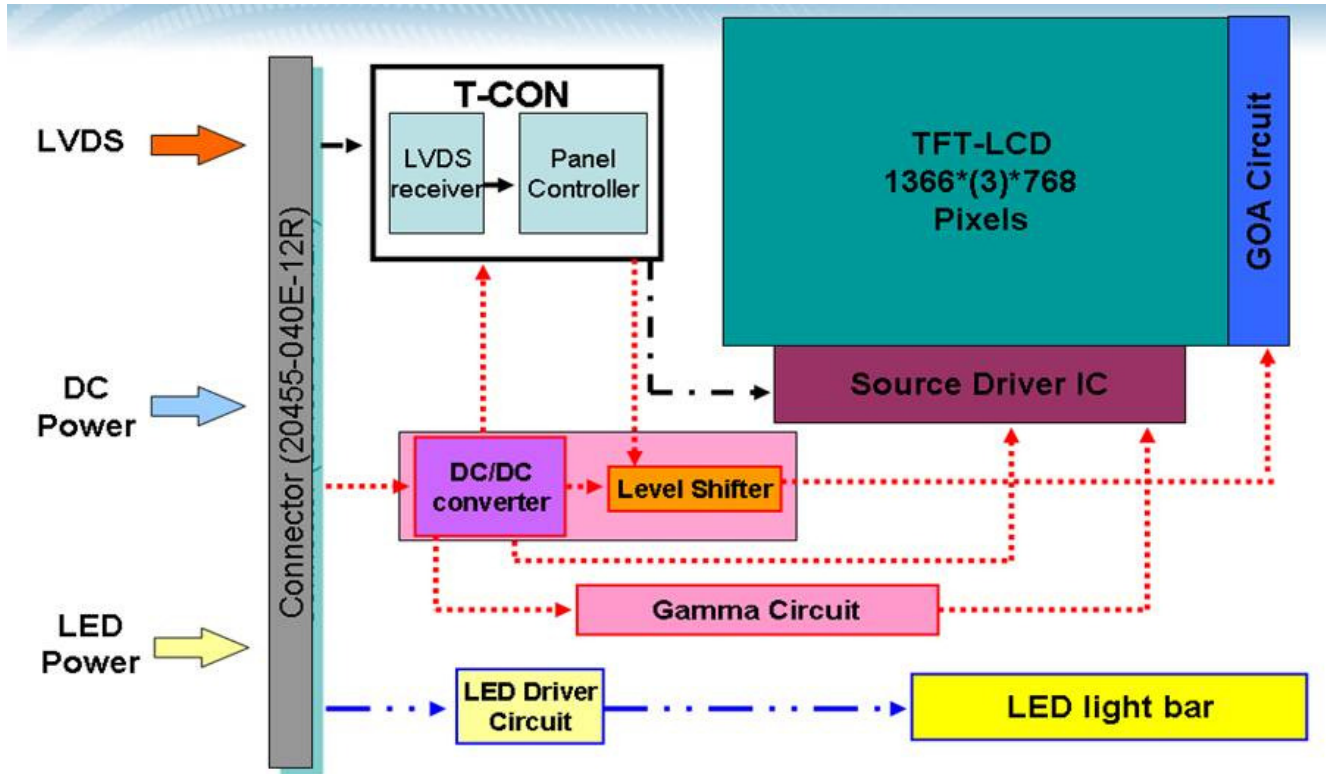 LVDS
DC
Power
LED
Power
Connector (20455-040E-12R)
T-CON
LVDS
receiver
Panel
Controller
TFT-LCD
1366*(3)*768
Pixels
GOA Circuit
Source Driver IC
DC/DC
converter
Level Shifter
Gamma Circuit
LED Driver
Circuit
LED light bar